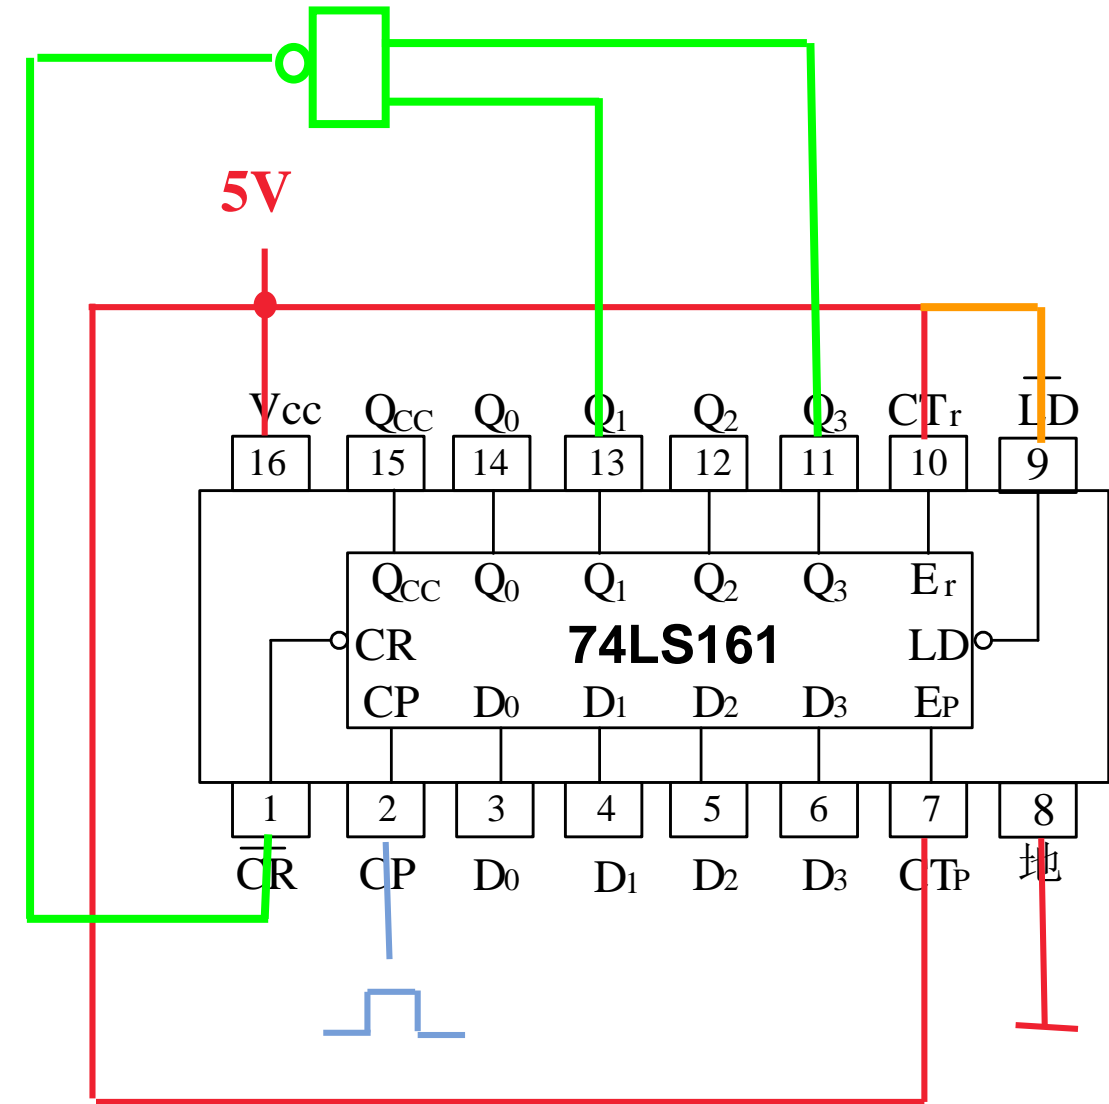 5V
Vcc QCC Q0 Q1 Q2 Q3 CTr L̅D
16 15 14 13 12 11 10 9
QCC Q0 Q1 Q2 Q3 Er
CR 74LS161 LD
CP D0 D1 D2 D3 EP
1 2 3 4 5 6 7 8
C̅R̅ CP D0 D1 D2 D3 CTP 地